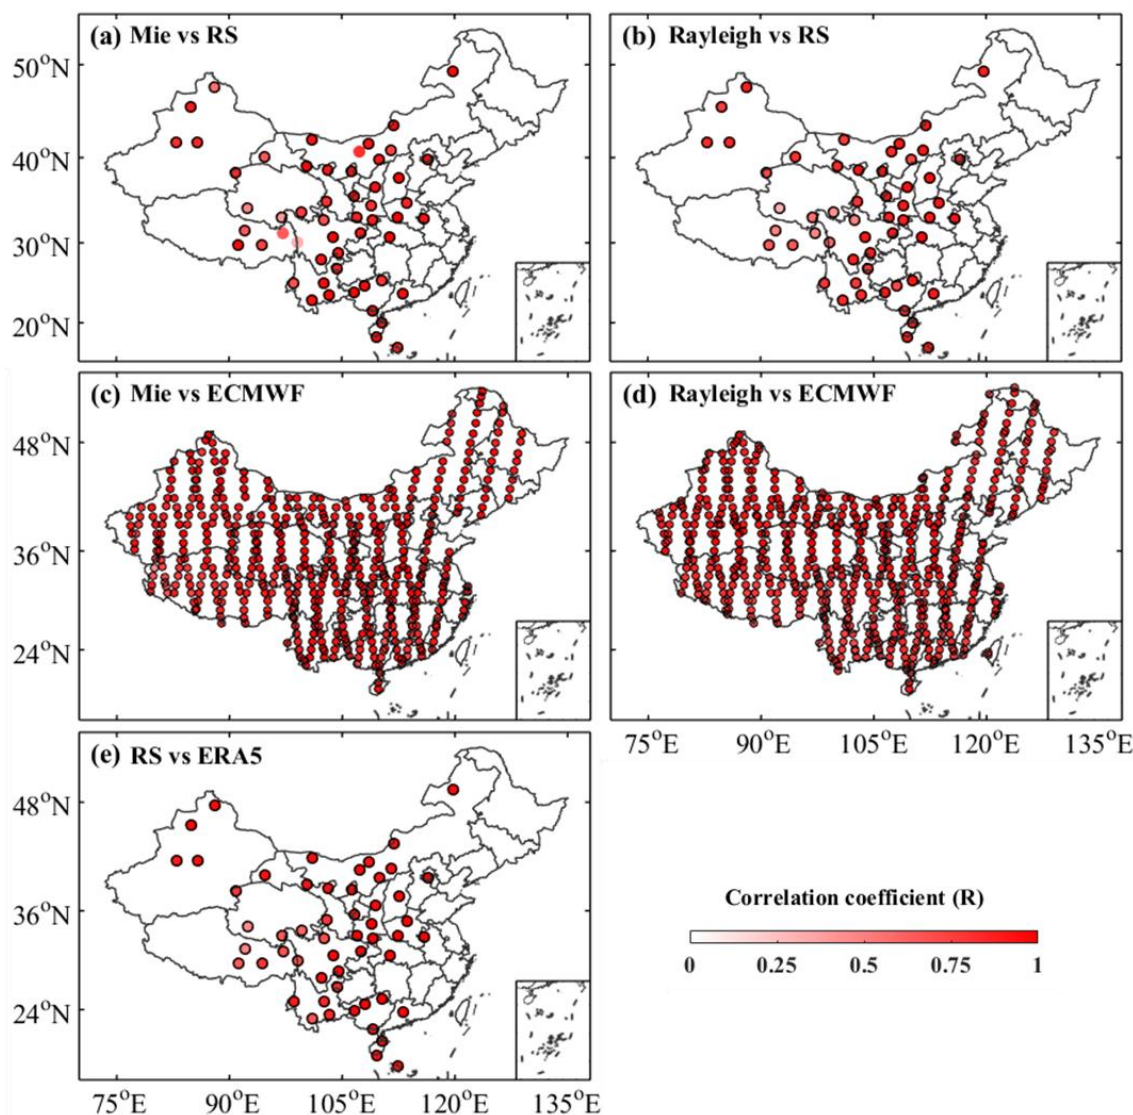 (a) Mie vs RS
(b) Rayleigh vs RS
50°N
40°N
30°N
20°N
(c) Mie vs ECMWF
(d) Rayleigh vs ECMWF
48°N
36°N
24°N
75°E 90°E 105°E 120°E 135°E
(e) RS vs ERA5
48°N
36°N
24°N
Correlation coefficient (R)
0 0.25 0.5 0.75 1
75°E 90°E 105°E 120°E 135°E